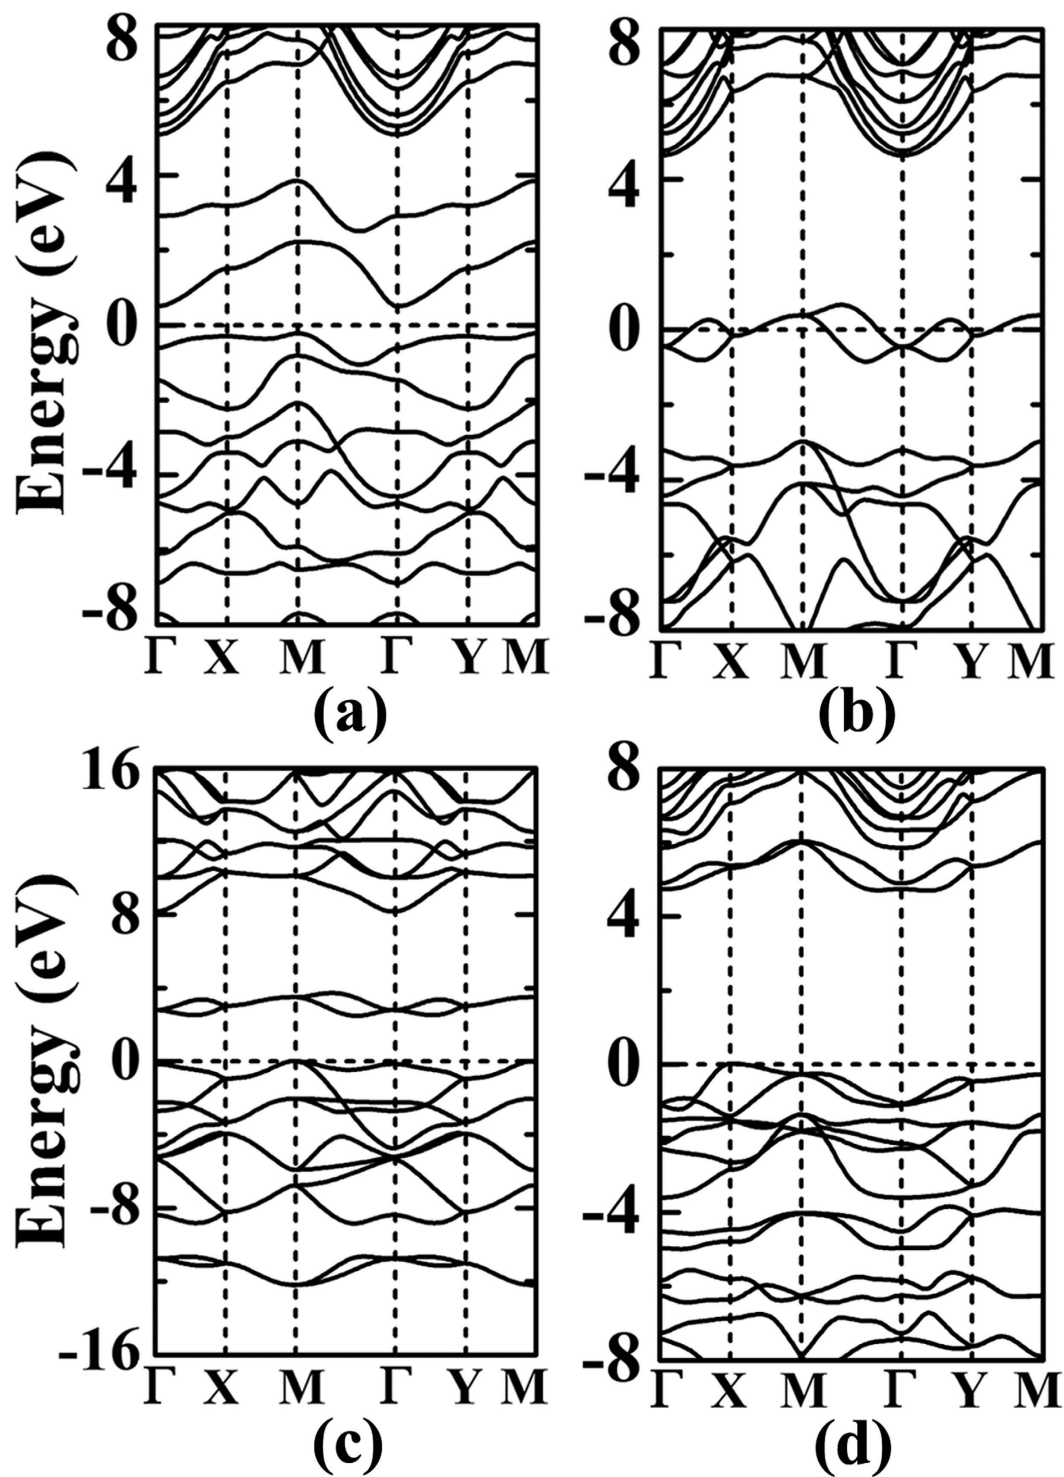 8
4
0
-4
-8
Energy (eV)
Γ X M Γ Y M
(a)
8
4
0
-4
-8
Γ X M Γ Y M
(b)
16
8
0
-8
-16
Energy (eV)
Γ X M Γ Y M
(c)
8
4
0
-4
-8
Γ X M Γ Y M
(d)